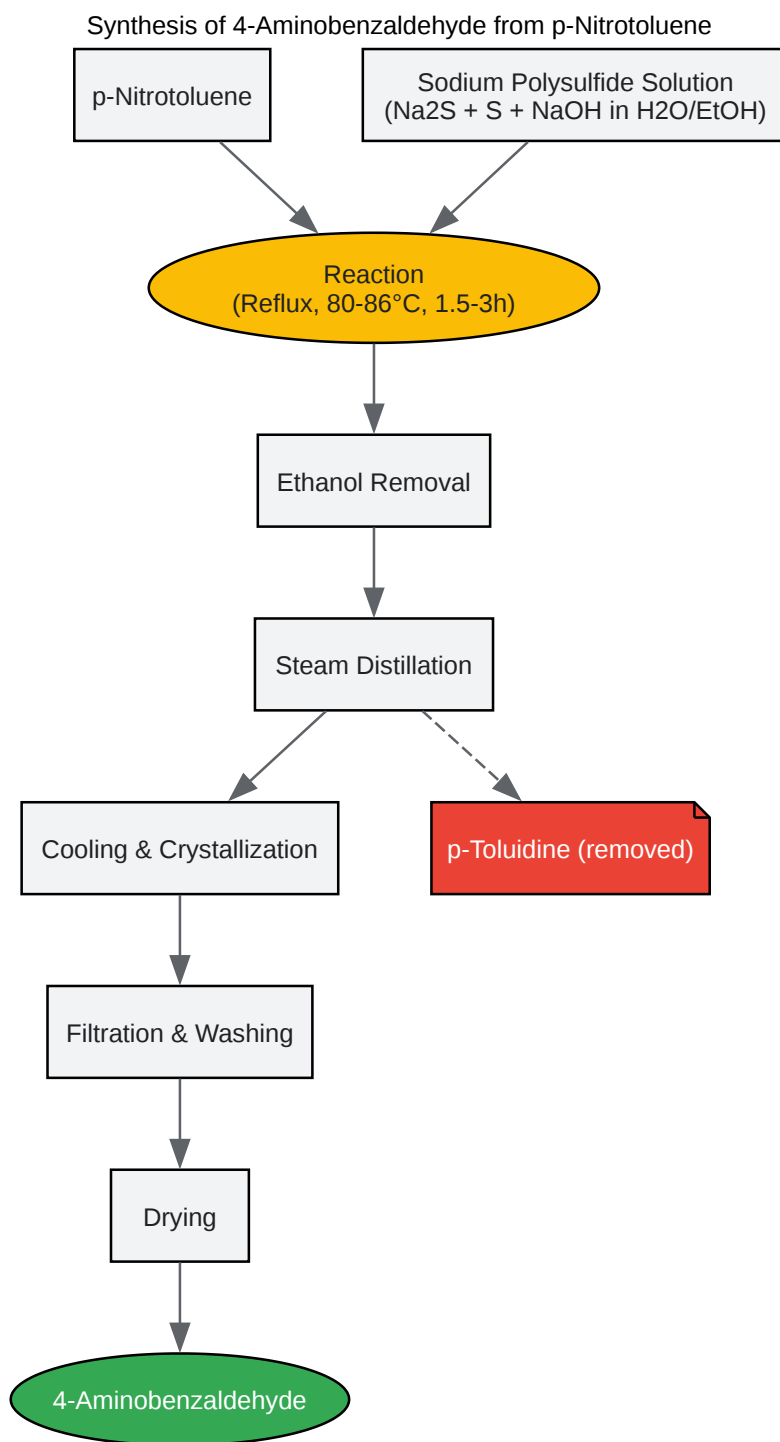 Synthesis of 4-Aminobenzaldehyde from p-Nitrotoluene
p-Nitrotoluene
Sodium Polysulfide Solution
(Na2S + S + NaOH in H2O/EtOH)
Reaction
(Reflux, 80-86°C, 1.5-3h)
Ethanol Removal
Steam Distillation
Cooling & Crystallization
p-Toluidine (removed)
Filtration & Washing
Drying
4-Aminobenzaldehyde